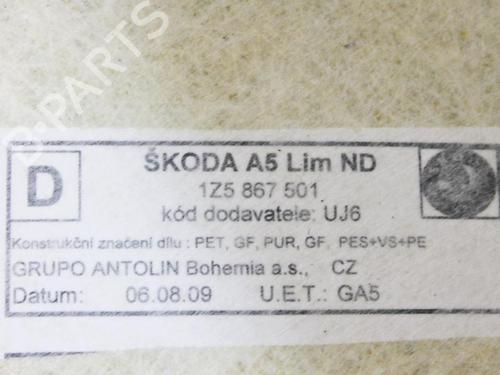 B-PARTS
D
ŠKODA A5 Lim ND
1Z5 867 501
kód dodavatele: UJ6
Konstrukční značení dílu : PET, GF, PUR, GF, PES+VS+PE
GRUPO ANTOLIN Bohemia a.s., CZ
Datum: 06.08.09 U.E.T.: GA5